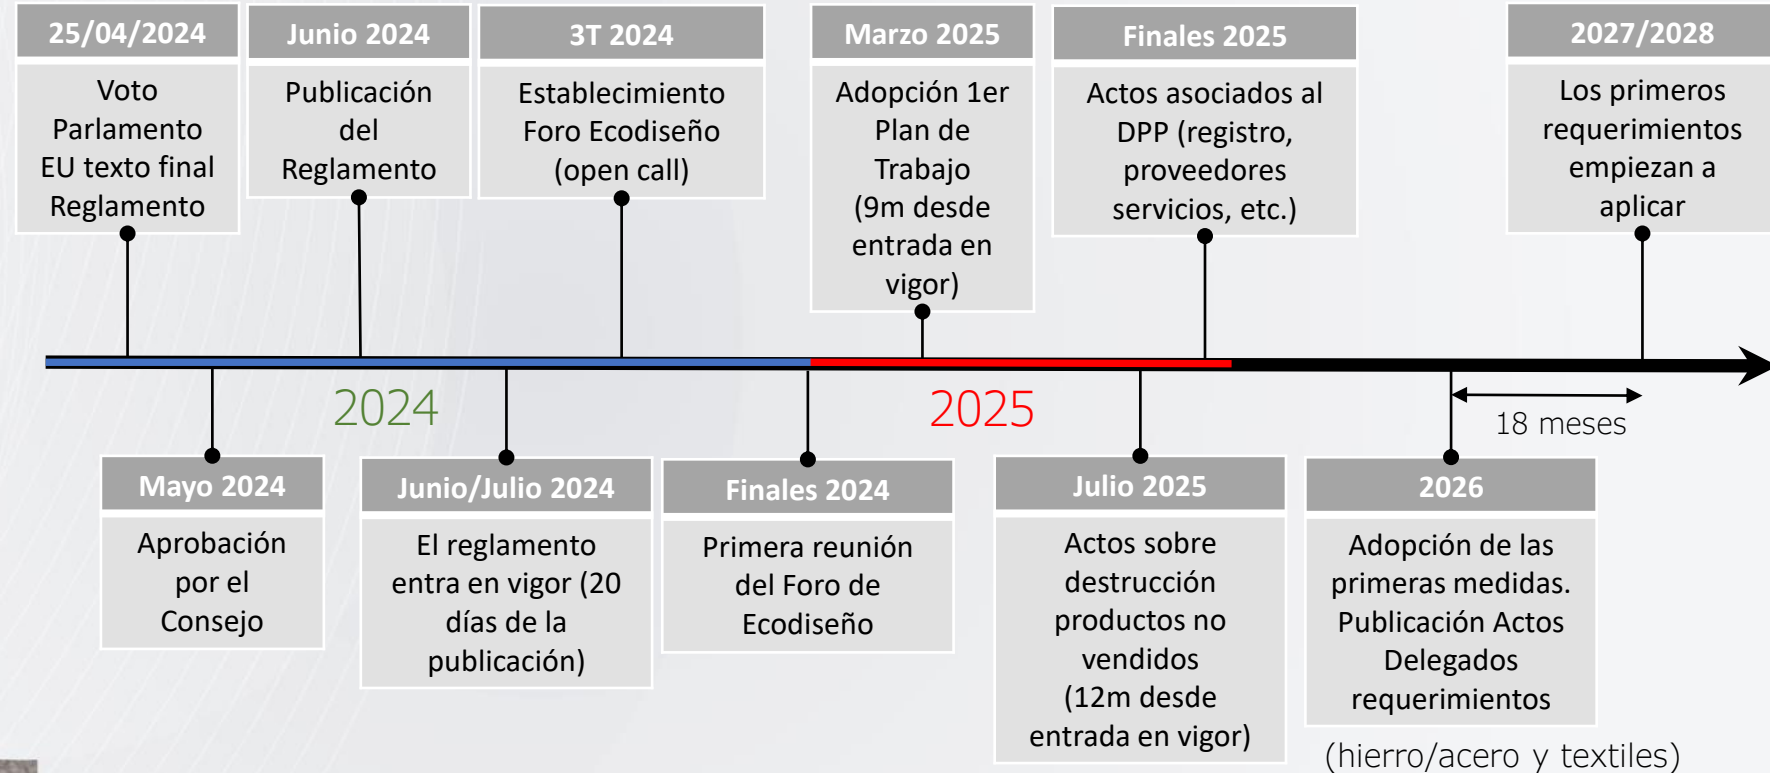 25/04/2024
Voto
Parlamento
EU texto final
Reglamento
Junio 2024
Publicación
del
Reglamento
3T 2024
Establecimiento
Foro Ecodiseño
(open call)
Marzo 2025
Adopción 1er
Plan de
Trabajo
(9m desde
entrada en
vigor)
Finales 2025
Actos asociados al
DPP (registro,
proveedores
servicios, etc.)
2027/2028
Los primeros
requerimientos
empiezan a
aplicar
2024
2025
18 meses
Mayo 2024
Aprobación
por el
Consejo
Junio/Julio 2024
El reglamento
entra en vigor (20
días de la
publicación)
Finales 2024
Primera reunión
del Foro de
Ecodiseño
Julio 2025
Actos sobre
destrucción
productos no
vendidos
(12m desde
entrada en vigor)
2026
Adopción de las
primeras medidas.
Publicación Actos
Delegados
requerimientos
(hierro/acero y textiles)